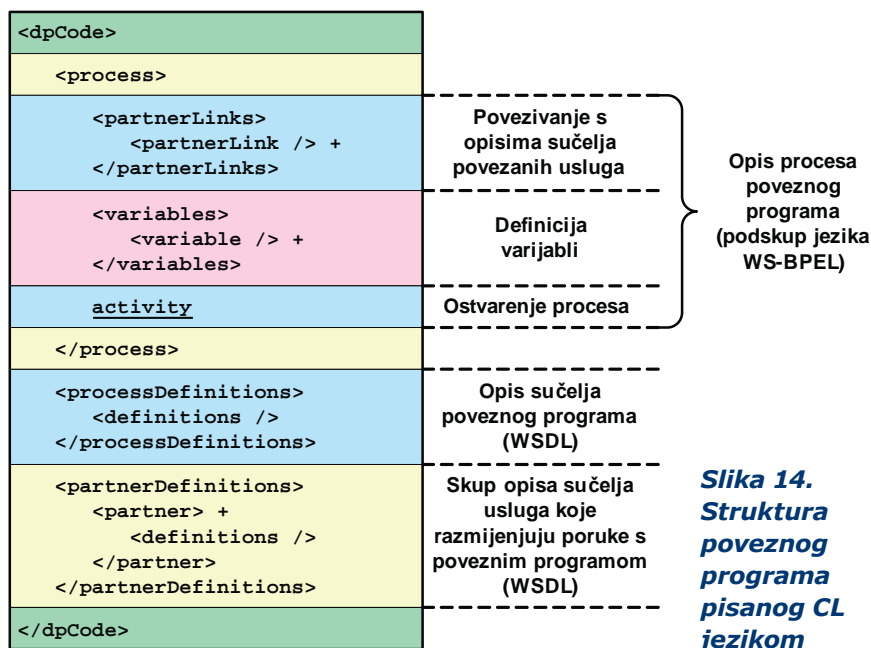 <dpCode>
<process>
<partnerLinks>
<partnerLink /> +
</partnerLinks>
<variables>
<variable /> +
</variables>
activity
</process>
<processDefinitions>
<definitions />
</processDefinitions>
<partnerDefinitions>
<partner> +
<definitions />
</partner>
</partnerDefinitions>
</dpCode>
Povezivanje s
opisima sučelja
povezanih usluga
Definicija
varijabli
Ostvarenje procesa
Opis sučelja
poveznog programa
(WSDL)
Skup opisa sučelja
usluga koje
razmijenjuju poruke s
poveznim programom
(WSDL)
Opis procesa
poveznog
programa
(podskup jezika
WS-BPEL)
Slika 14.
Struktura
poveznog
programa
pisanog CL
jezikom